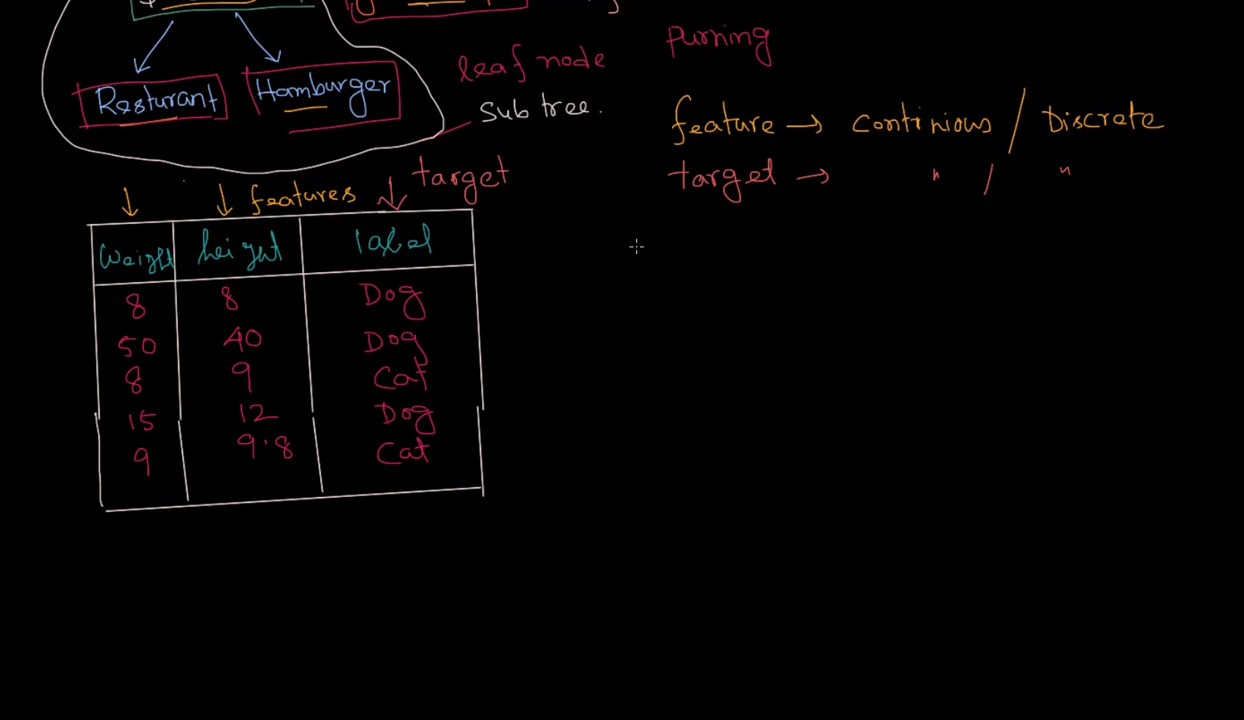 Resturant Hamburger
leaf node
Sub tree.
Purning
feature → Continious / Discrete
target → " / "
features
target
Weight height label
8 8 Dog
50 40 Dog
8 9 Cat
15 12 Dog
9 9.8 Cat